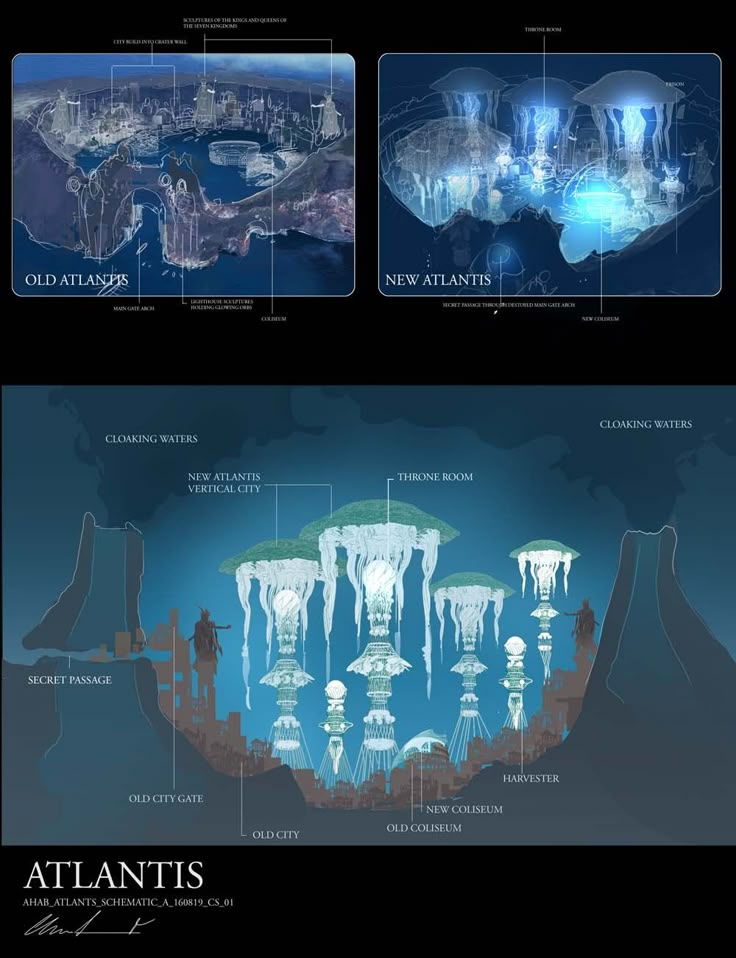 SCULPTURES OF THE KINGS AND QUEENS OF
THE SEVEN KINGDOMS
CITY BUILD INTO CRATER WALL
OLD ATLANTIS
MAIN GATE ARCH
LIGHTHOUSE SCULPTURES
HOLDING GLOWING ORBS
COLISEUM
THRONE ROOM
PRISON
NEW ATLANTIS
SECRET PASSAGE THROUGH DESTOYED MAIN GATE ARCH
NEW COLISEUM
CLOAKING WATERS
CLOAKING WATERS
NEW ATLANTIS
VERTICAL CITY
THRONE ROOM
SECRET PASSAGE
OLD CITY GATE
OLD CITY
HARVESTER
NEW COLISEUM
OLD COLISEUM
ATLANTIS
AHAB_ATLANTS_SCHEMATIC_A_160819_CS_01